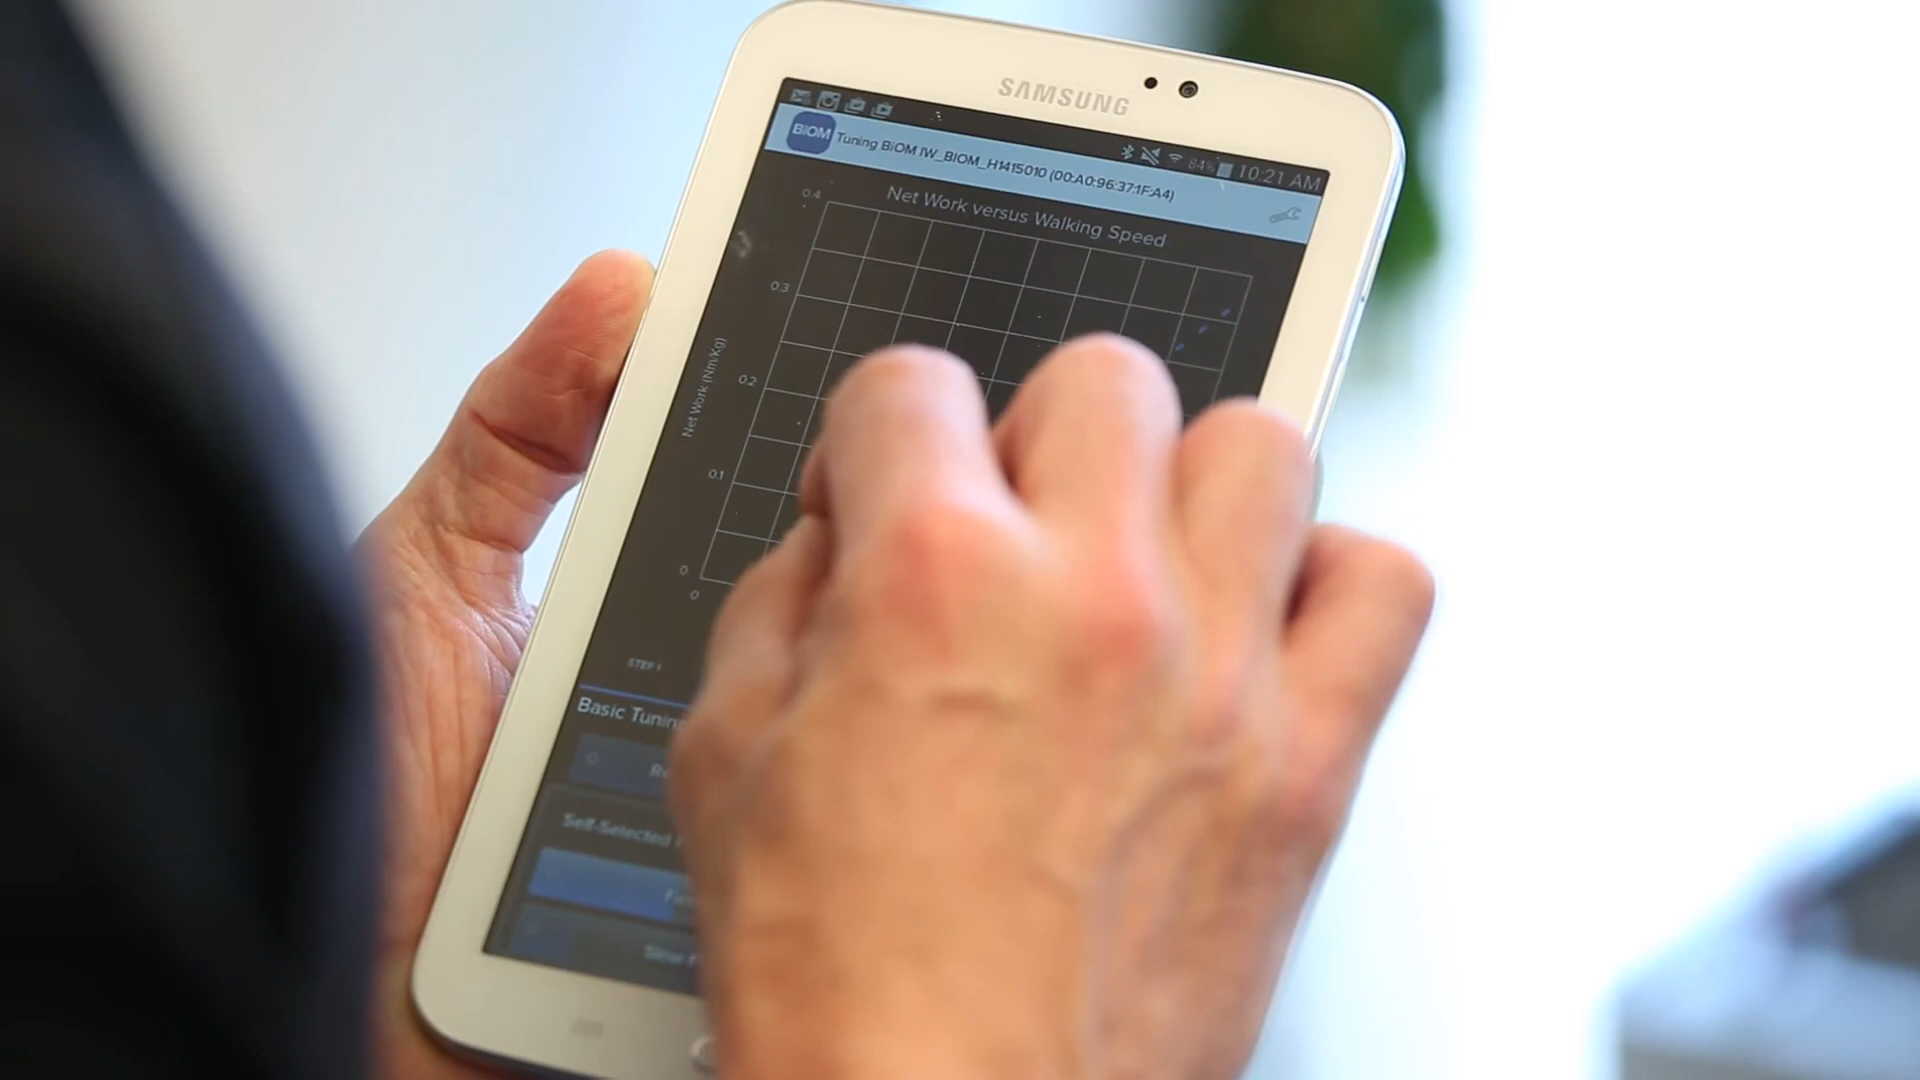 SAMSUNG
84% 10:21 AM
BiOM Tuning BiOM IW_BIOM_H1415010 (00:A0:96:37:1F:A4)
Net Work versus Walking Speed
0.4
0.3
0.2
0.1
0
0
Net Work (Nm/Kg)
STEP 1
Basic Tuning
Self-Selected